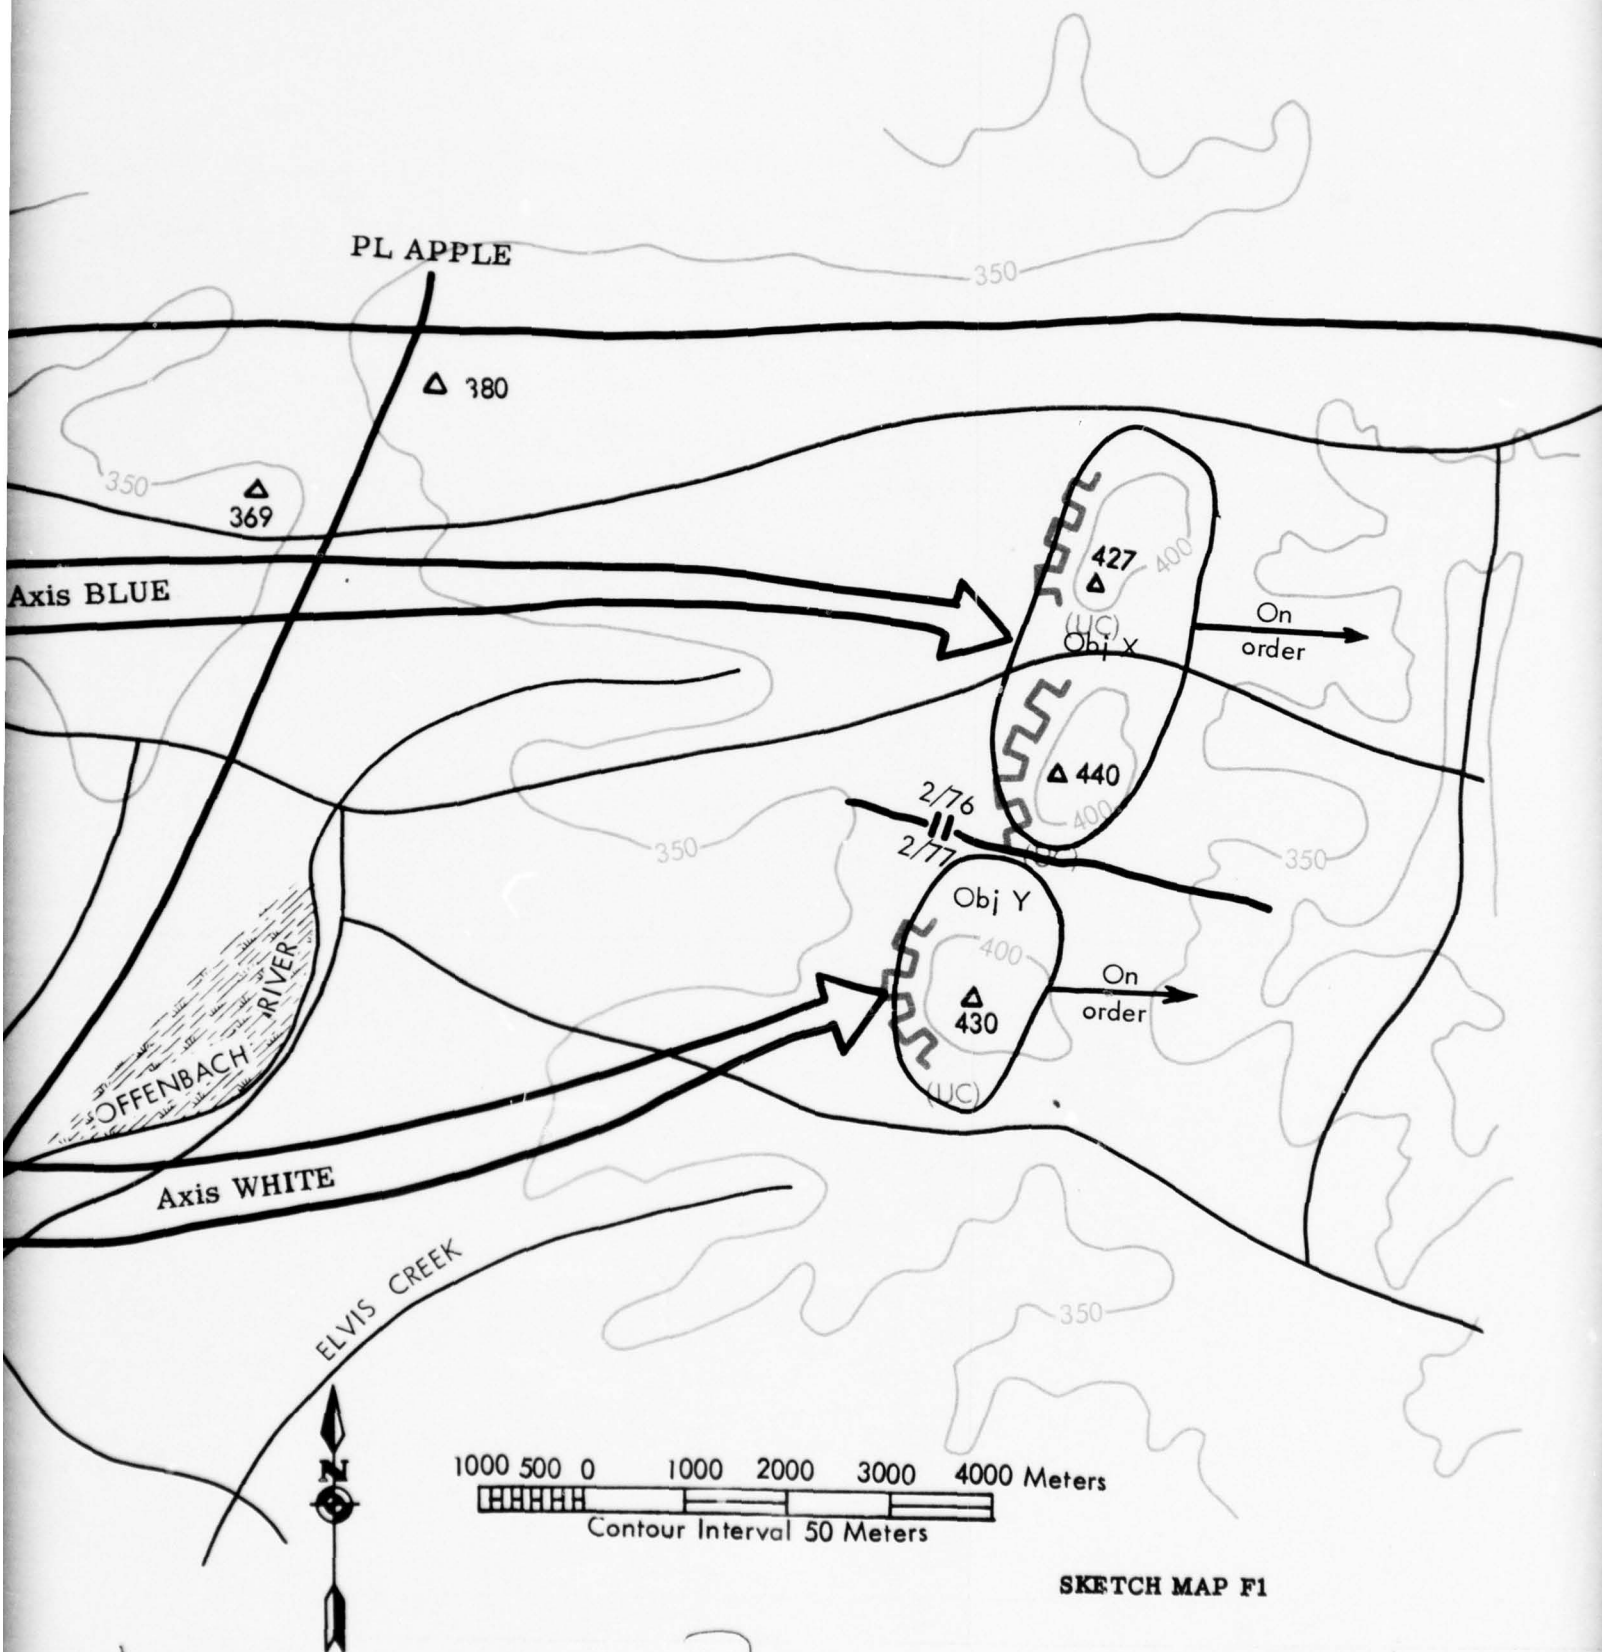 PL APPLE
350
380
350
369
Axis BLUE
427
400
(UC)
Obj X
On
order
440
400
2/76
2/77
(UC)
350
350
Obj Y
400
On
order
430
(UC)
OFFENBACH RIVER
Axis WHITE
ELVIS CREEK
350
N
1000 500 0 1000 2000 3000 4000 Meters
Contour Interval 50 Meters
SKETCH MAP F1